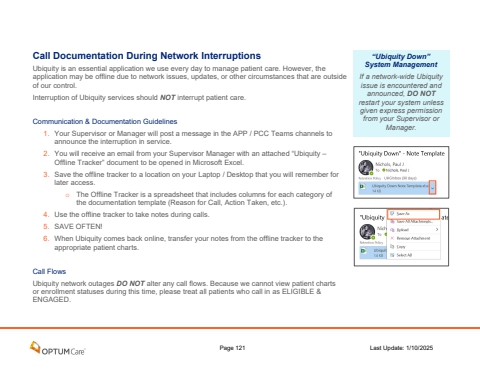 Call Documentation During Network Interruptions
Ubiquity is an essential application we use every day to manage patient care. However, the
application may be offline due to network issues, updates, or other circumstances that are outside
of our control.
Interruption of Ubiquity services should NOT interrupt patient care.
Communication & Documentation Guidelines
1. Your Supervisor or Manager will post a message in the APP / PCC Teams channels to
announce the interruption in service.
2. You will receive an email from your Supervisor Manager with an attached “Ubiquity –
Offline Tracker” document to be opened in Microsoft Excel.
3. Save the offline tracker to a location on your Laptop / Desktop that you will remember for
later access.
o The Offline Tracker is a spreadsheet that includes columns for each category of
the documentation template (Reason for Call, Action Taken, etc.).
4. Use the offline tracker to take notes during calls.
5. SAVE OFTEN!
6. When Ubiquity comes back online, transfer your notes from the offline tracker to the
appropriate patient charts.
Call Flows
Ubiquity network outages DO NOT alter any call flows. Because we cannot view patient charts
or enrollment statuses during this time, please treat all patients who call in as ELIGIBLE &
ENGAGED.
“Ubiquity Down”
System Management
If a network-wide Ubiquity
issue is encountered and
announced, DO NOT
restart your system unless
given express permission
from your Supervisor or
Manager.
"Ubiquity Down" - Note Template
Nichols, Paul J
To Nichols, Paul J
Ubiquity Down Note Template
14 KB
"Ubiquity
Save As
Save All Attachments...
Upload
Remove Attachment
Copy
Select All
Nich
To
14 KB
OPTUM Care
Page 121
Last Update: 1/10/2025